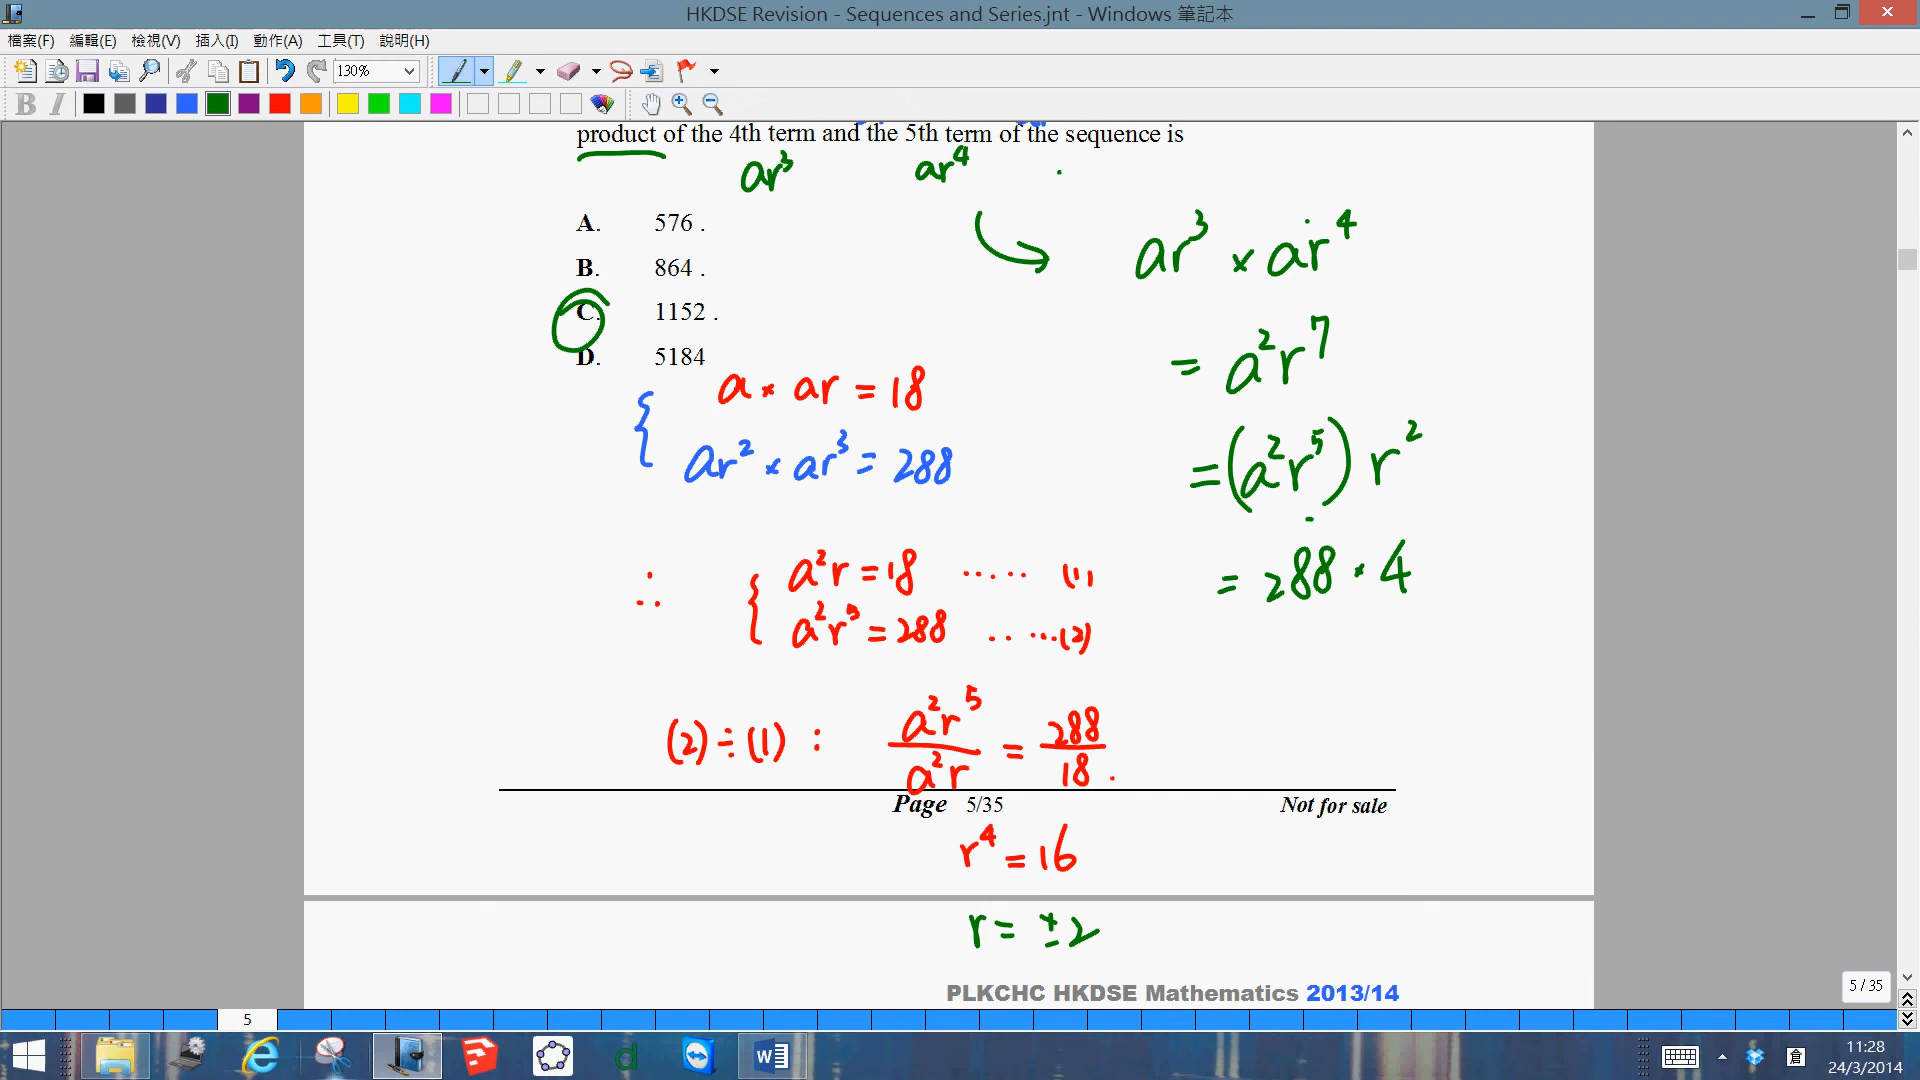 HKDSE Revision - Sequences and Series.jnt - Windows 筆記本
檔案(F) 編輯(E) 檢視(V) 插入(I) 動作(A) 工具(T) 說明(H)
130%
B I
product of the 4th term and the 5th term of the sequence is
ar³ ar⁴
A. 576 .
B. 864 .
C. 1152 .
D. 5184
ar³ × ar⁴
= a²r⁷
= (a²r⁵) r²
= 288 × 4
a × ar = 18
ar² × ar³ = 288
∴ a²r = 18 ..... (1)
a²r⁵ = 288 ..... (2)
(2) ÷ (1) : a²r⁵/a²r = 288/18
Page 5/35 Not for sale
r⁴ = 16
r = ±2
PLKCHC HKDSE Mathematics 2013/14
5 / 35
5
倉
11:28
24/3/2014